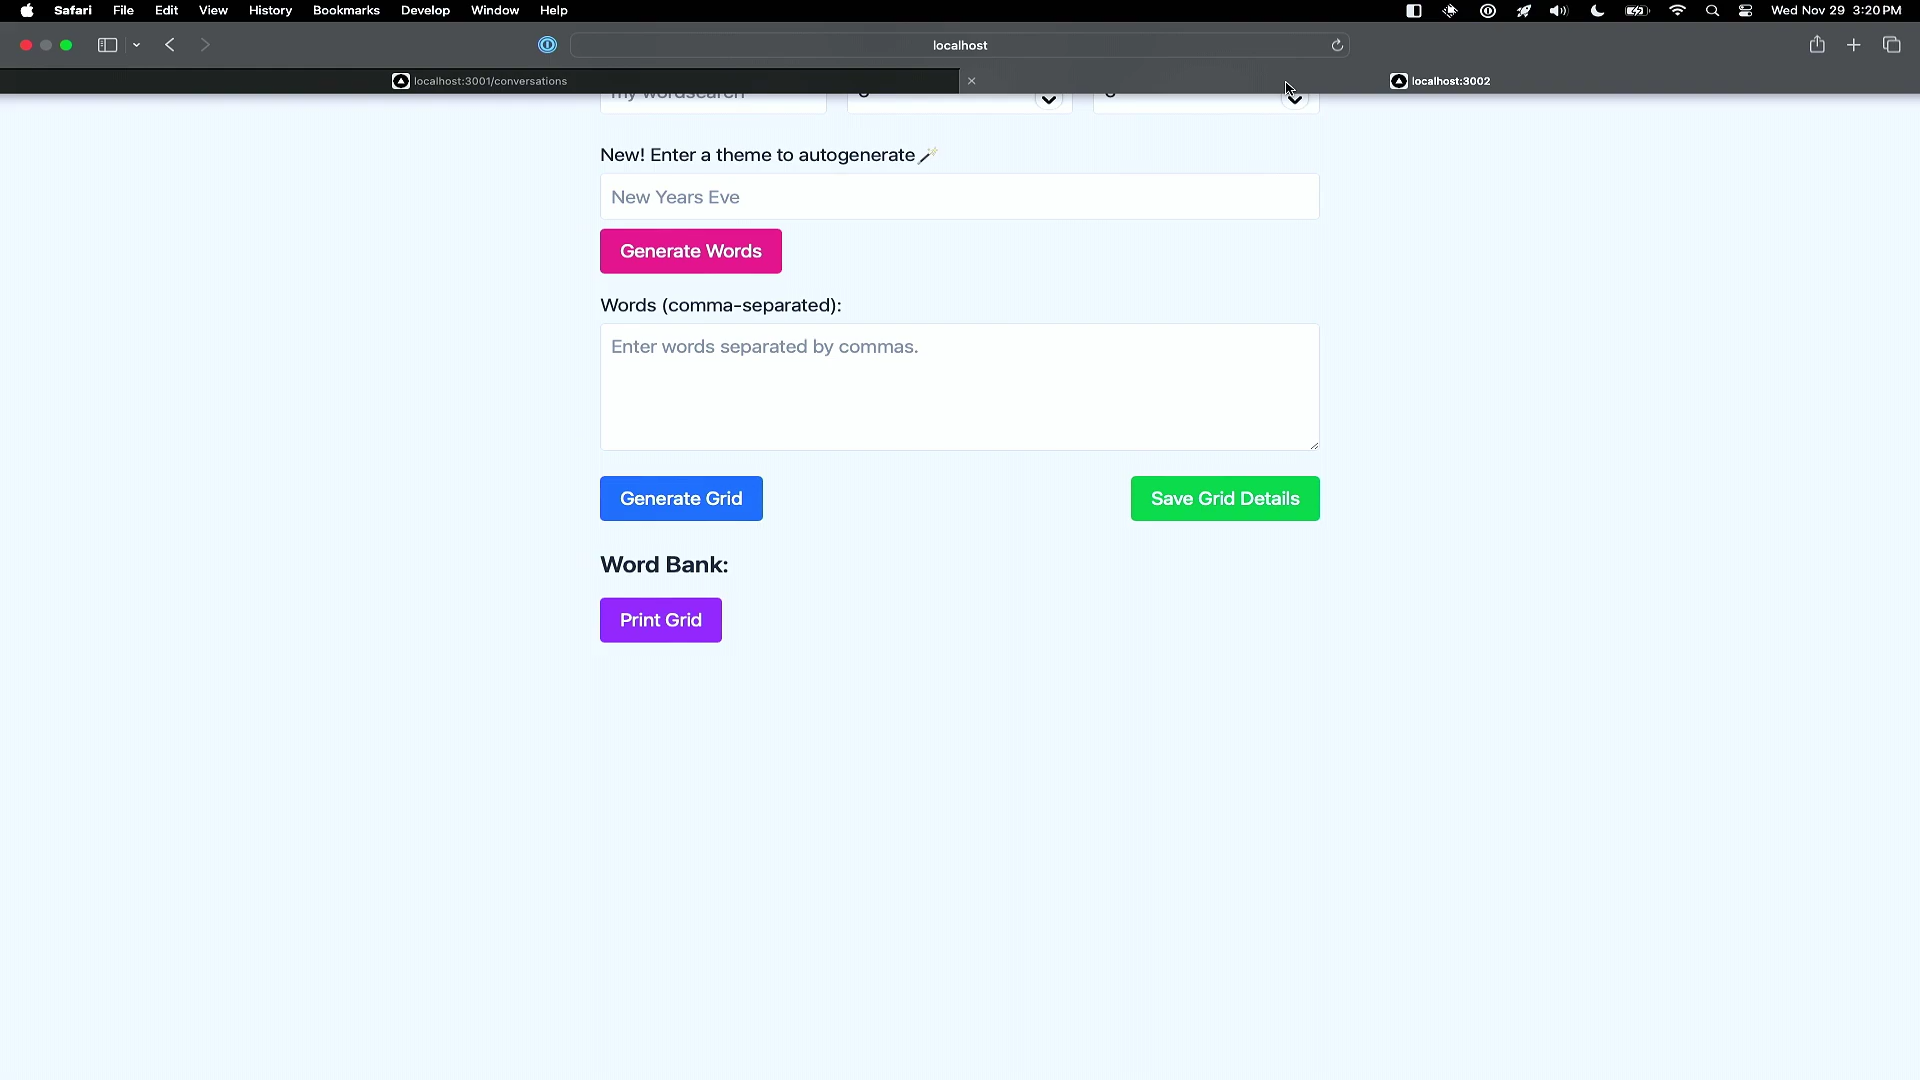 Safari File Edit View History Bookmarks Develop Window Help Wed Nov 29 3:20 PM
localhost
localhost:3001/conversations localhost:3002
my wordsearch
New! Enter a theme to autogenerate
New Years Eve
Generate Words
Words (comma-separated):
Enter words separated by commas.
Generate Grid Save Grid Details
Word Bank:
Print Grid